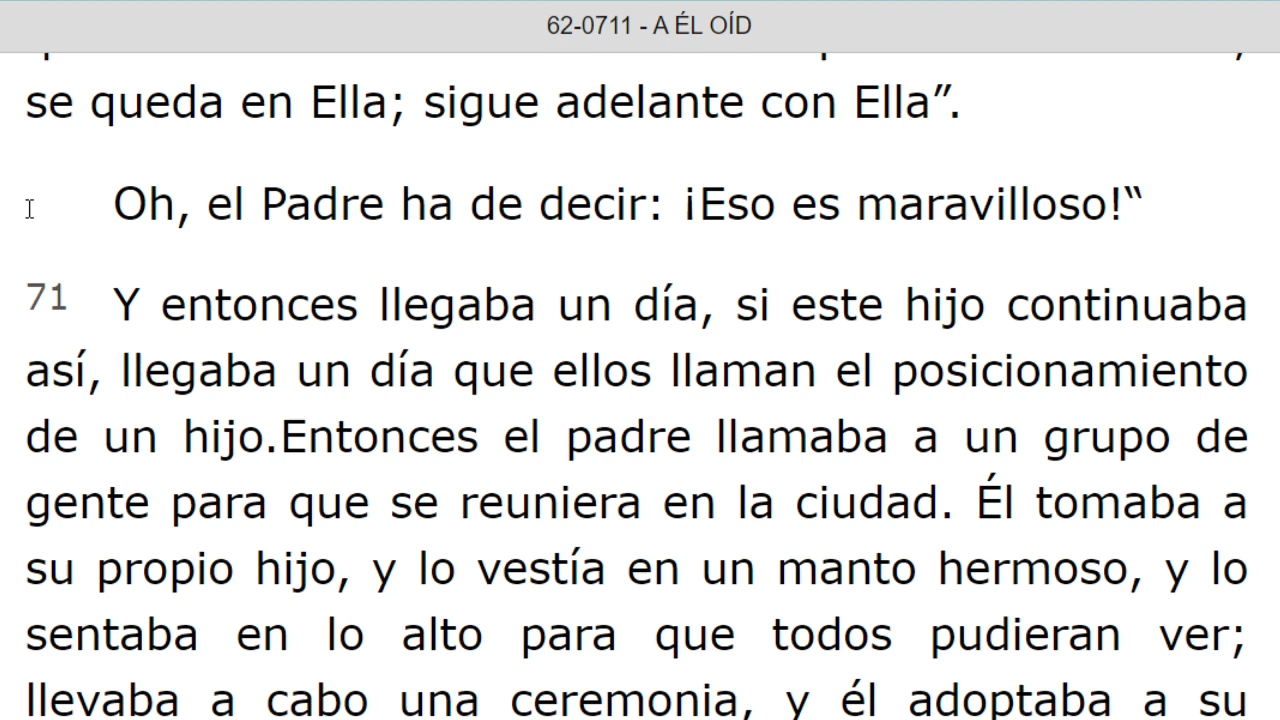 62-0711 - A ÉL OÍD
se queda en Ella; sigue adelante con Ella”.
Oh, el Padre ha de decir: ¡Eso es maravilloso!“
71 Y entonces llegaba un día, si este hijo continuaba
así, llegaba un día que ellos llaman el posicionamiento
de un hijo.Entonces el padre llamaba a un grupo de
gente para que se reuniera en la ciudad. Él tomaba a
su propio hijo, y lo vestía en un manto hermoso, y lo
sentaba en lo alto para que todos pudieran ver;
llevaba a cabo una ceremonia, y él adoptaba a su